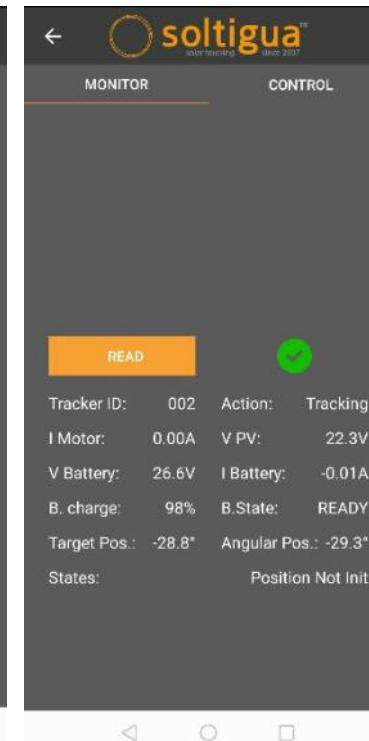 soltigua™
solar tracking since 2007
MONITOR CONTROL
READ
Tracker ID: 002 Action: Tracking
I Motor: 0.00A V PV: 22.3V
V Battery: 26.6V I Battery: -0.01A
B. charge: 98% B.State: READY
Target Pos.: -28.8° Angular Pos.: -29.3°
States: Position Not Init